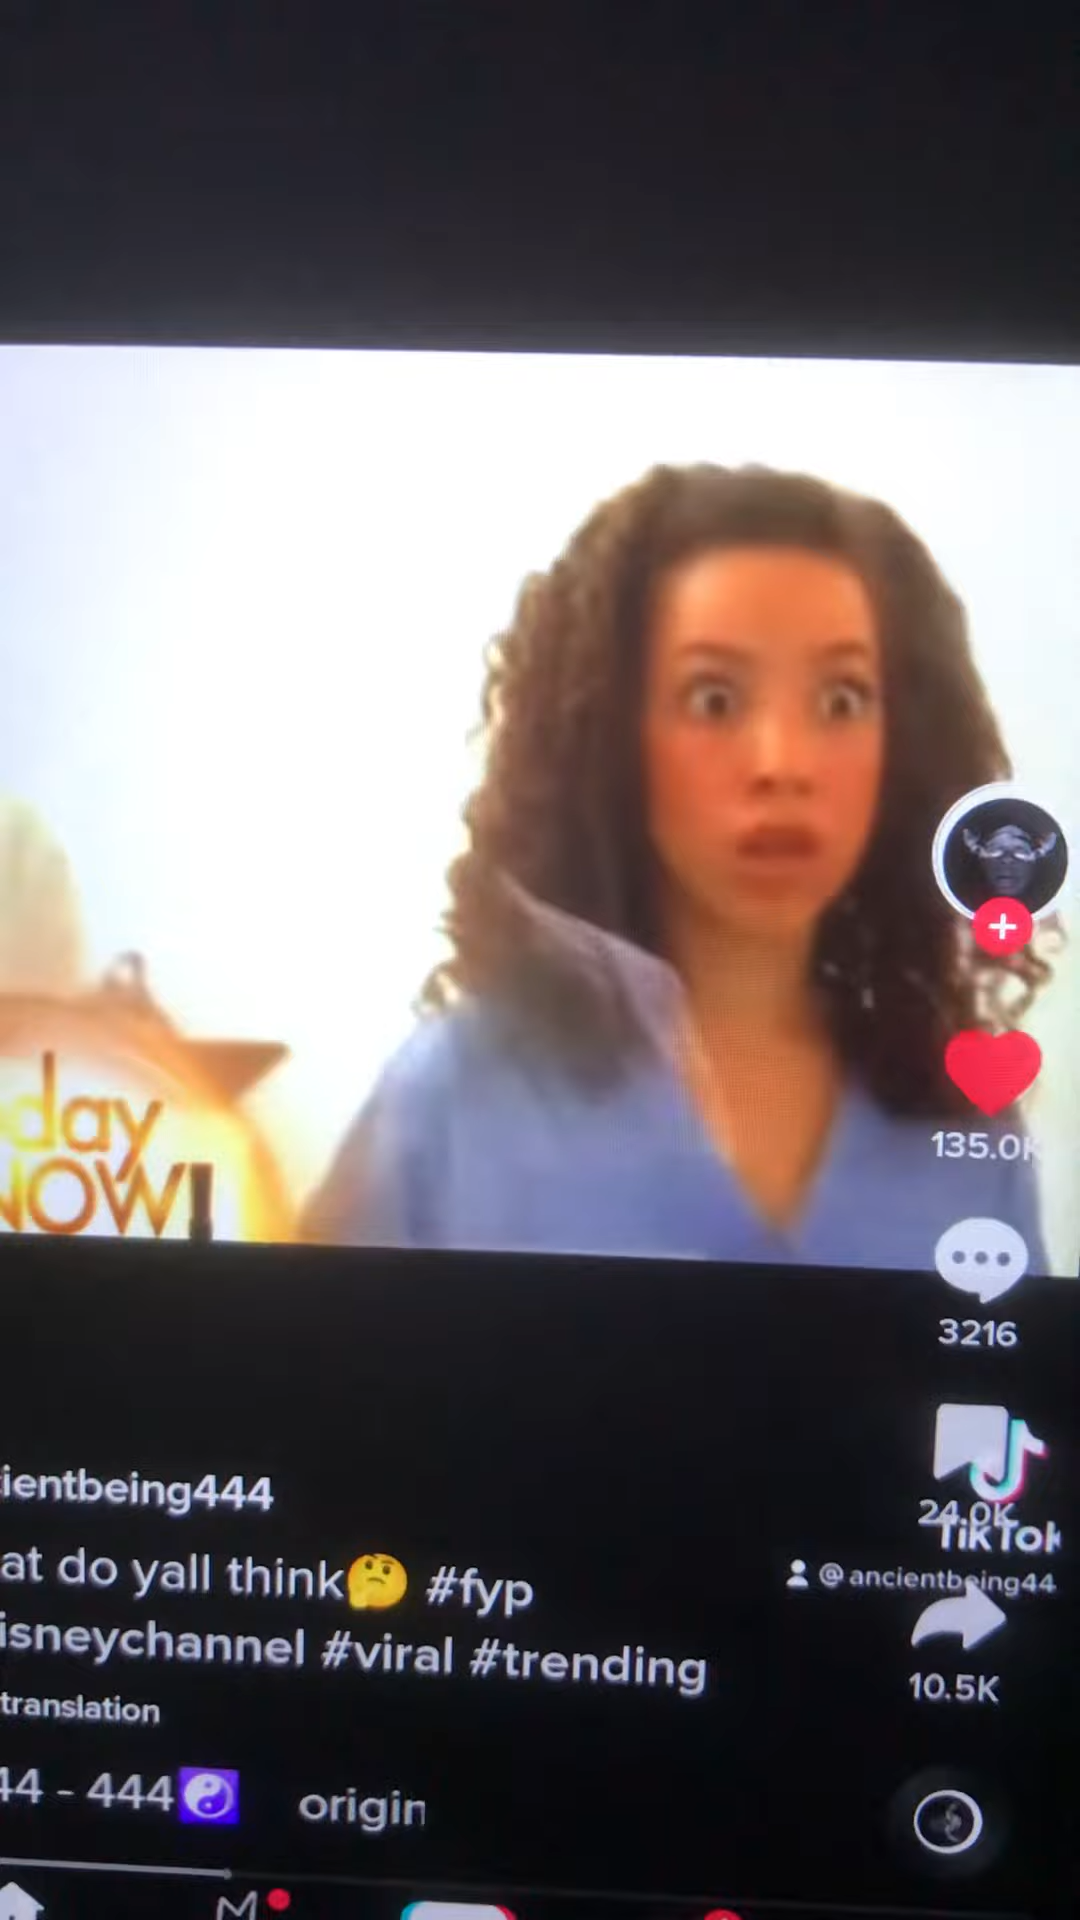 day
NOW!
135.0K
3216
24.0K
TikTok
@ancientbeing44
10.5K
ientbeing444
at do yall think🤔 #fyp
isneychannel #viral #trending
translation
44 - 444☯️ origin